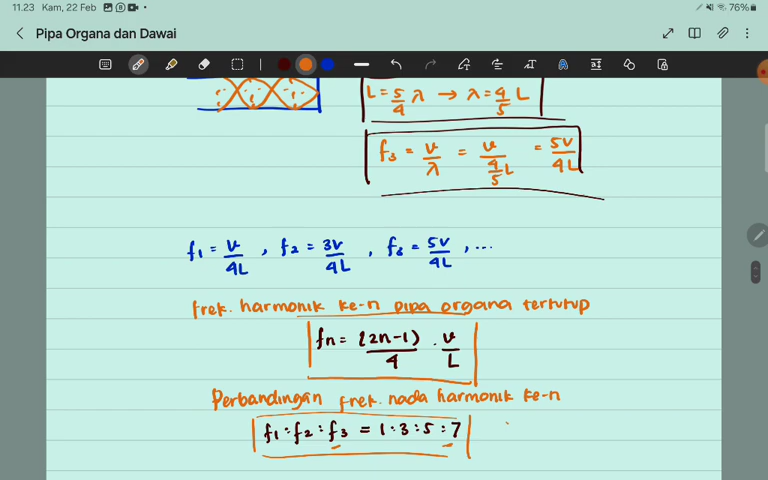 11.23 Kam, 22 Feb 76%
Pipa Organa dan Dawai
L = 5/4 λ → λ = 4/5 L
f3 = v/λ = v/(4/5 L) = 5v/4L
f1 = v/4L , f2 = 3v/4L , f3 = 5v/4L , ...
frek. harmonik ke-n pipa organa tertutup
fn = (2n-1)/4 . v/L
Perbandingan frek. nada harmonik ke-n
f1 : f2 : f3 = 1 : 3 : 5 : 7